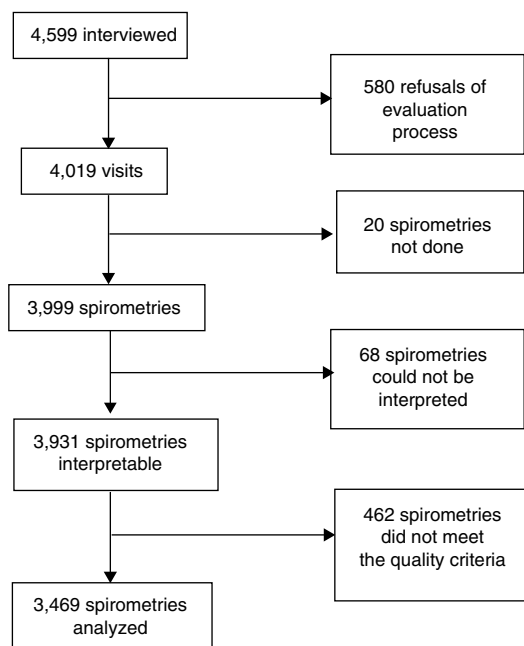 4,599 interviewed
580 refusals of
evaluation
process
4,019 visits
20 spirometries
not done
3,999 spirometries
68 spirometries
could not be
interpreted
3,931 spirometries
interpretable
462 spirometries
did not meet
the quality criteria
3,469 spirometries
analyzed